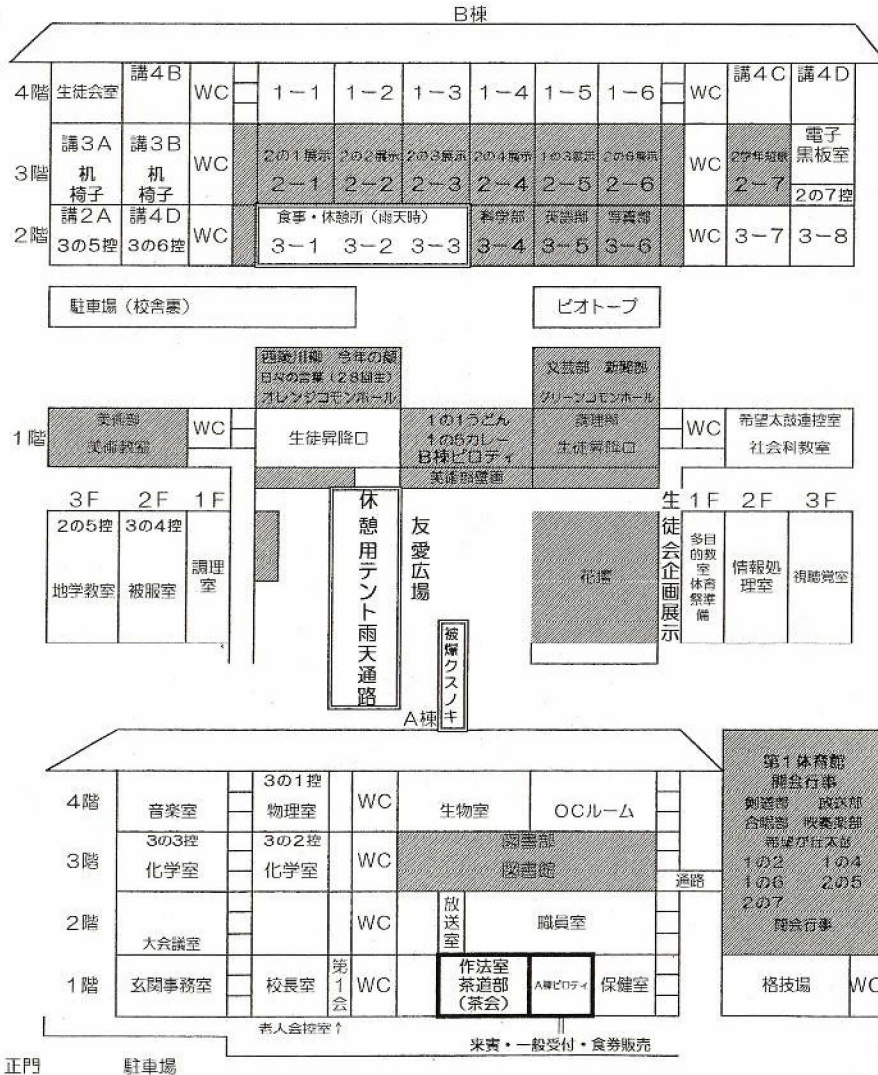 B棟
講4B 講4C 講4D
4階 生徒会室 WC 1-1 1-2 1-3 1-4 1-5 1-6 WC
講3A 講3B 電子
黒板室
2の1展示 2の2展示 2の3展示 2の4展示 2の6展示
3階 机 机 WC 2-1 2-2 2-3 2-4 2-5 2-6 WC 2-7
椅子 椅子 2の7控
講2A 講4D 食事・休憩所(雨天時) 科学部 英語部 写真部
2階 3の5控 3の6控 WC 3-1 3-2 3-3 3-4 3-5 3-6 WC 3-7 3-8
駐車場(校舎裏) ビオトープ
今年の顔 文芸部 新聞部
日々の言葉(28回生)
オレンジコモンホール グリーンコモンホール
美術部 1の1うどん 調理部 希望太鼓連控室
1階 WC 生徒昇降口 1の5カレー WC
美術教室 B棟ピロティ 生徒昇降口 社会科教室
美術部壁画
3F 2F 1F 1F 2F 3F
2の5控 3の4控
地学教室 被服室 調理室
休憩用テント雨天通路
友愛広場
花壇
生徒会企画展示
多目的教室体育祭準備
情報処理室
視聴覚室
被爆クスノキ
A棟
3の1控
4階 音楽室 物理室 WC 生物室 OCルーム
3の3控 3の2控 図書部
3階 化学室 化学室 WC 図書館
通路
2階 大会議室 WC 放送室 職員室
1階 玄関事務室 校長室 第1会 WC 作法室
茶道部
(茶会)
A棟ピロティ 保健室
第1体育館
開会行事
剣道部 放送部
合唱部 吹奏楽部
1の2 1の4
1の6 2の5
2の7
閉会行事
格技場 WC
老人会控室↑
来賓・一般受付・食券販売
正門 駐車場